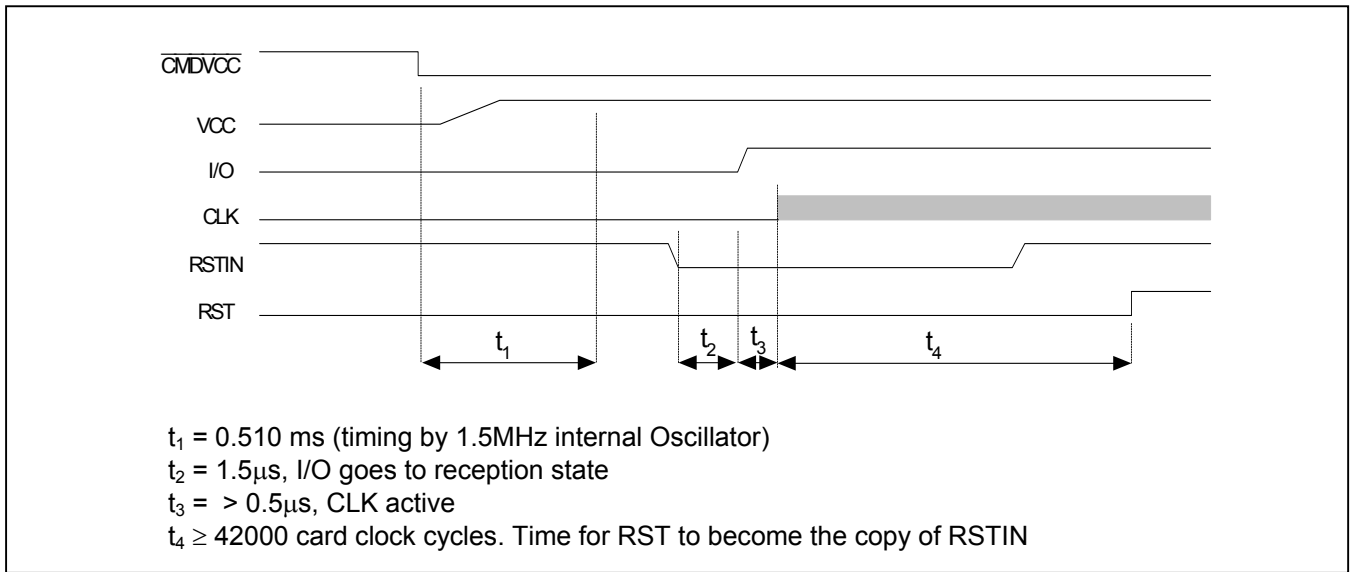 CMDVCC
VCC
I/O
CLK
RSTIN
RST
t1
t2
t3
t4
t1 = 0.510 ms (timing by 1.5MHz internal Oscillator)
t2 = 1.5μs, I/O goes to reception state
t3 = > 0.5μs, CLK active
t4 ≥ 42000 card clock cycles. Time for RST to become the copy of RSTIN